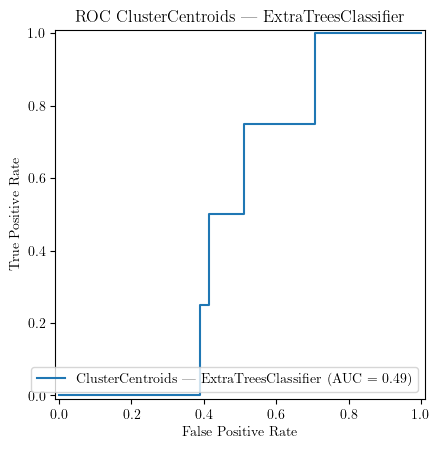 ROC ClusterCentroids — ExtraTreesClassifier
1.0
0.8
0.6
0.4
0.2
0.0
True Positive Rate
ClusterCentroids — ExtraTreesClassifier (AUC = 0.49)
0.0 0.2 0.4 0.6 0.8 1.0
False Positive Rate